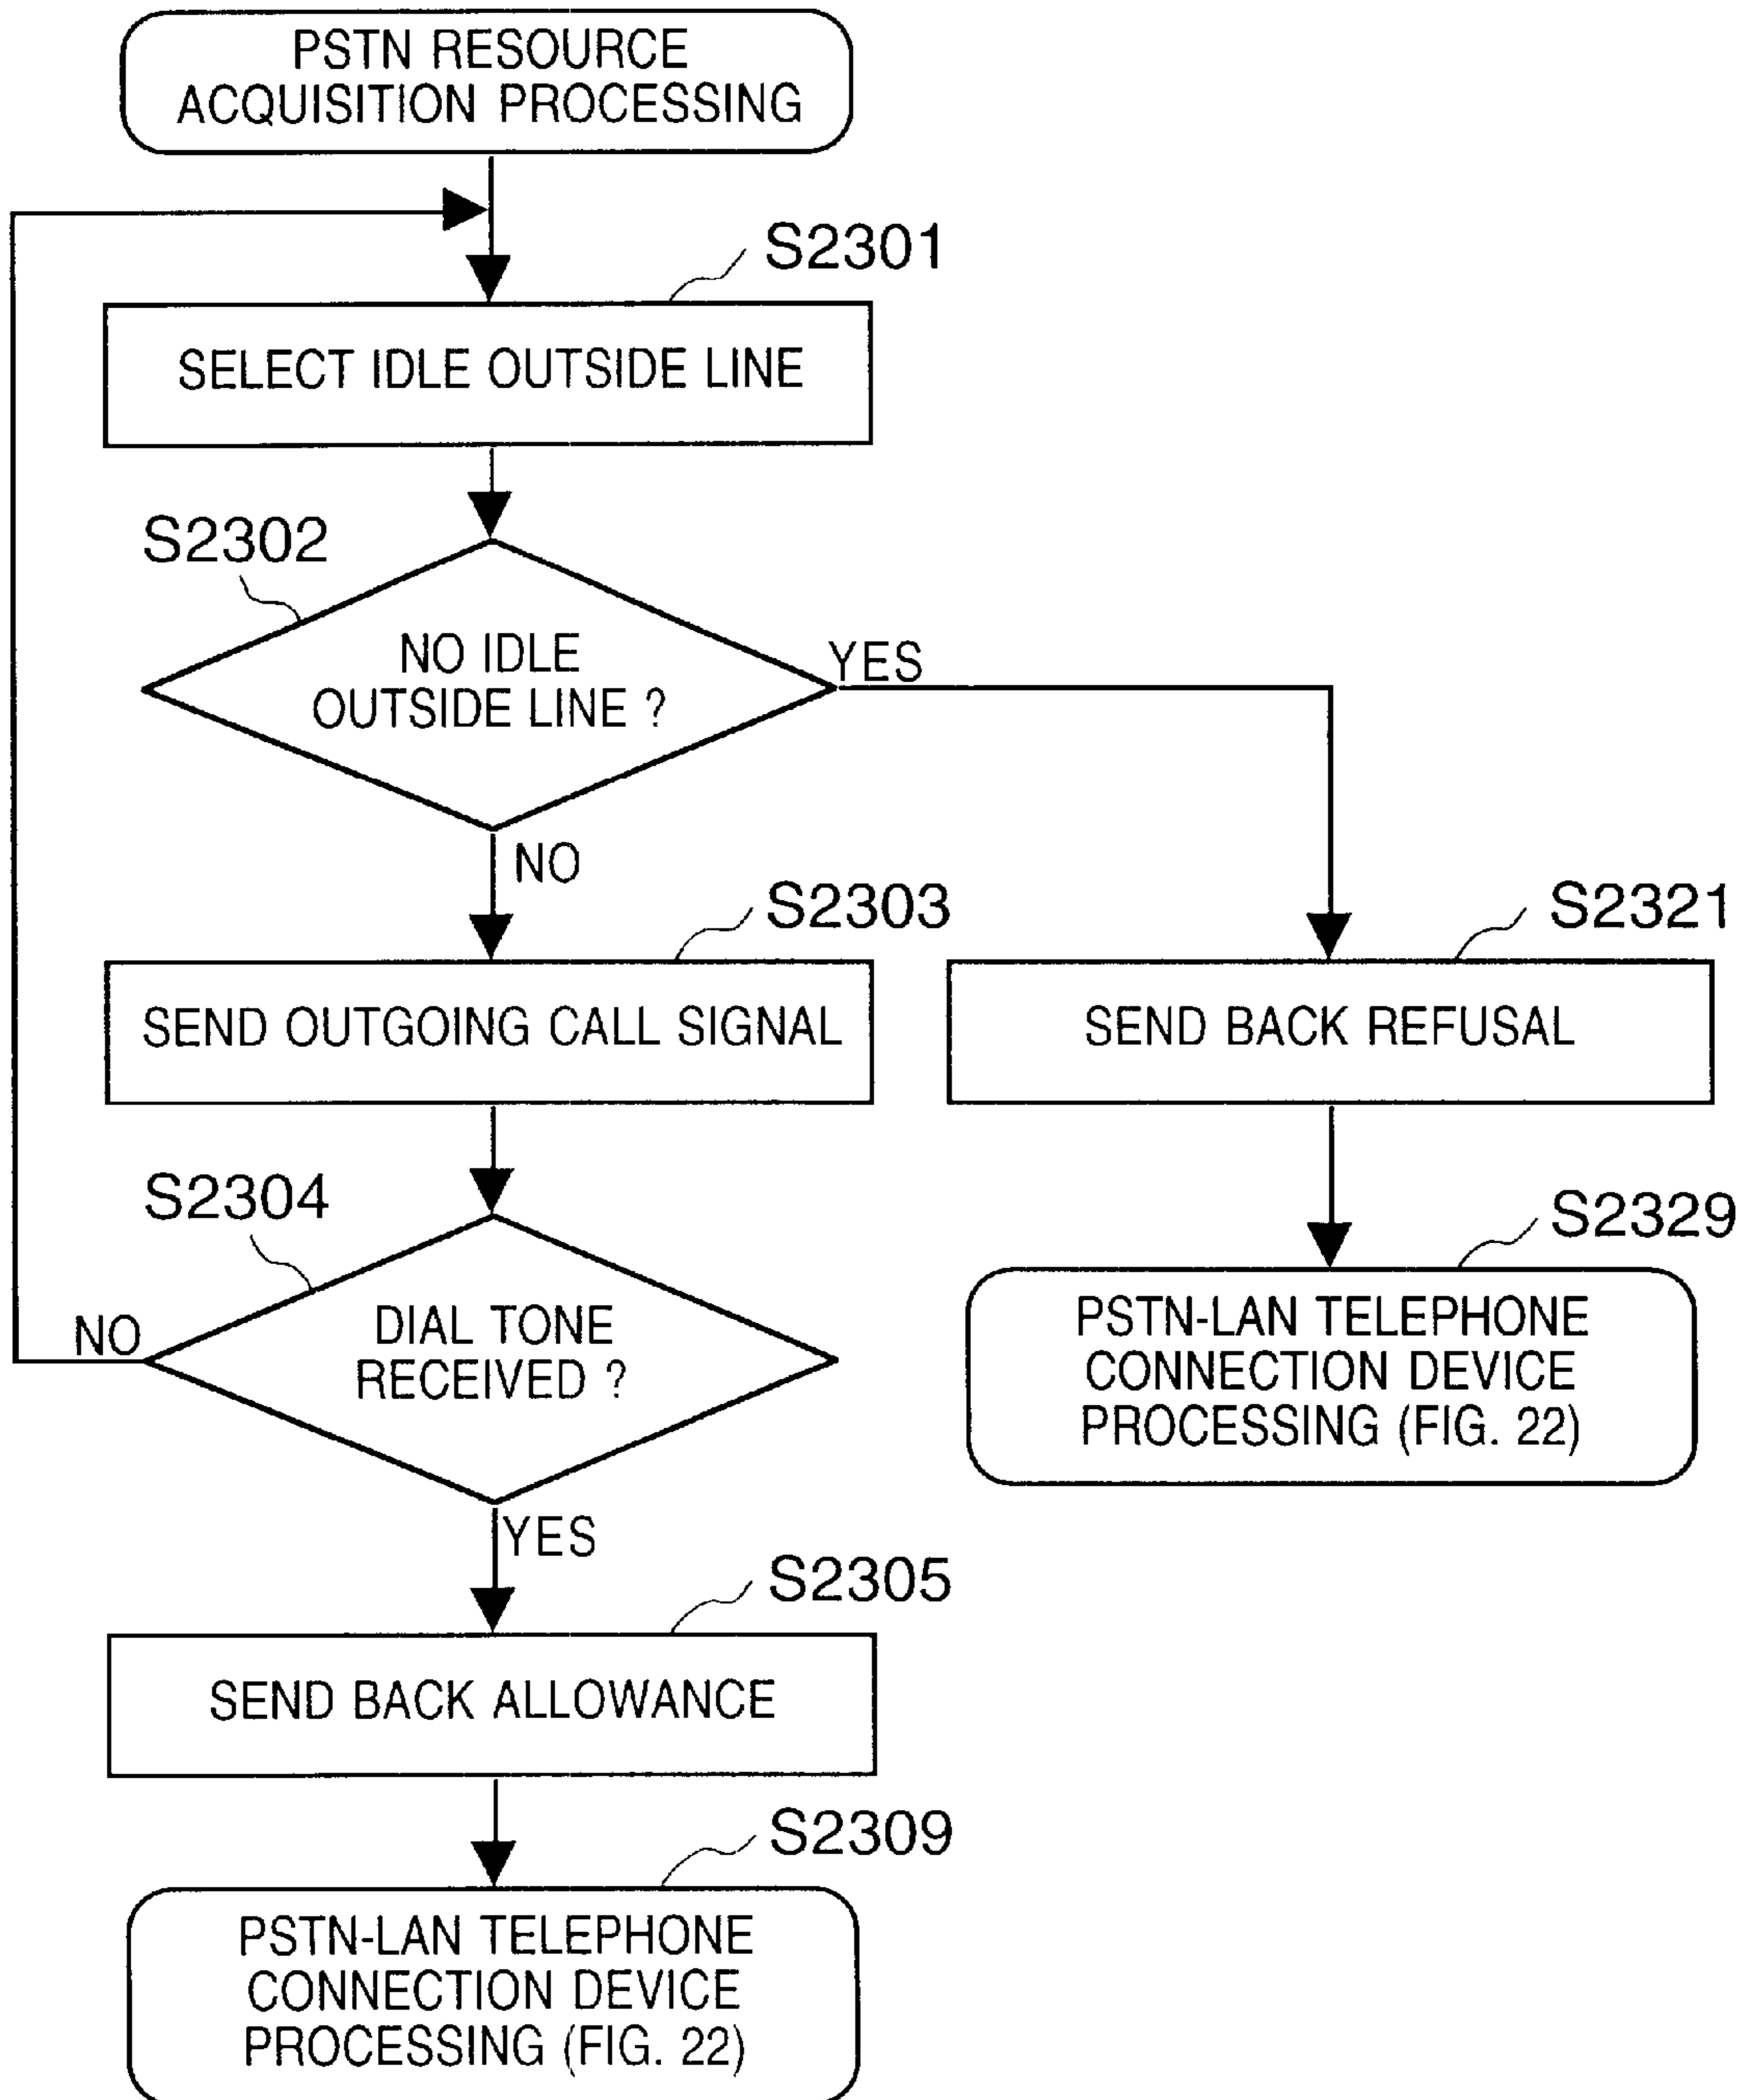 PSTN RESOURCE
ACQUISITION PROCESSING
S2301
SELECT IDLE OUTSIDE LINE
S2302
NO IDLE
OUTSIDE LINE ?
YES
NO
S2303
SEND OUTGOING CALL SIGNAL
S2321
SEND BACK REFUSAL
S2304
DIAL TONE
RECEIVED ?
NO
YES
S2329
PSTN-LAN TELEPHONE
CONNECTION DEVICE
PROCESSING (FIG. 22)
S2305
SEND BACK ALLOWANCE
S2309
PSTN-LAN TELEPHONE
CONNECTION DEVICE
PROCESSING (FIG. 22)